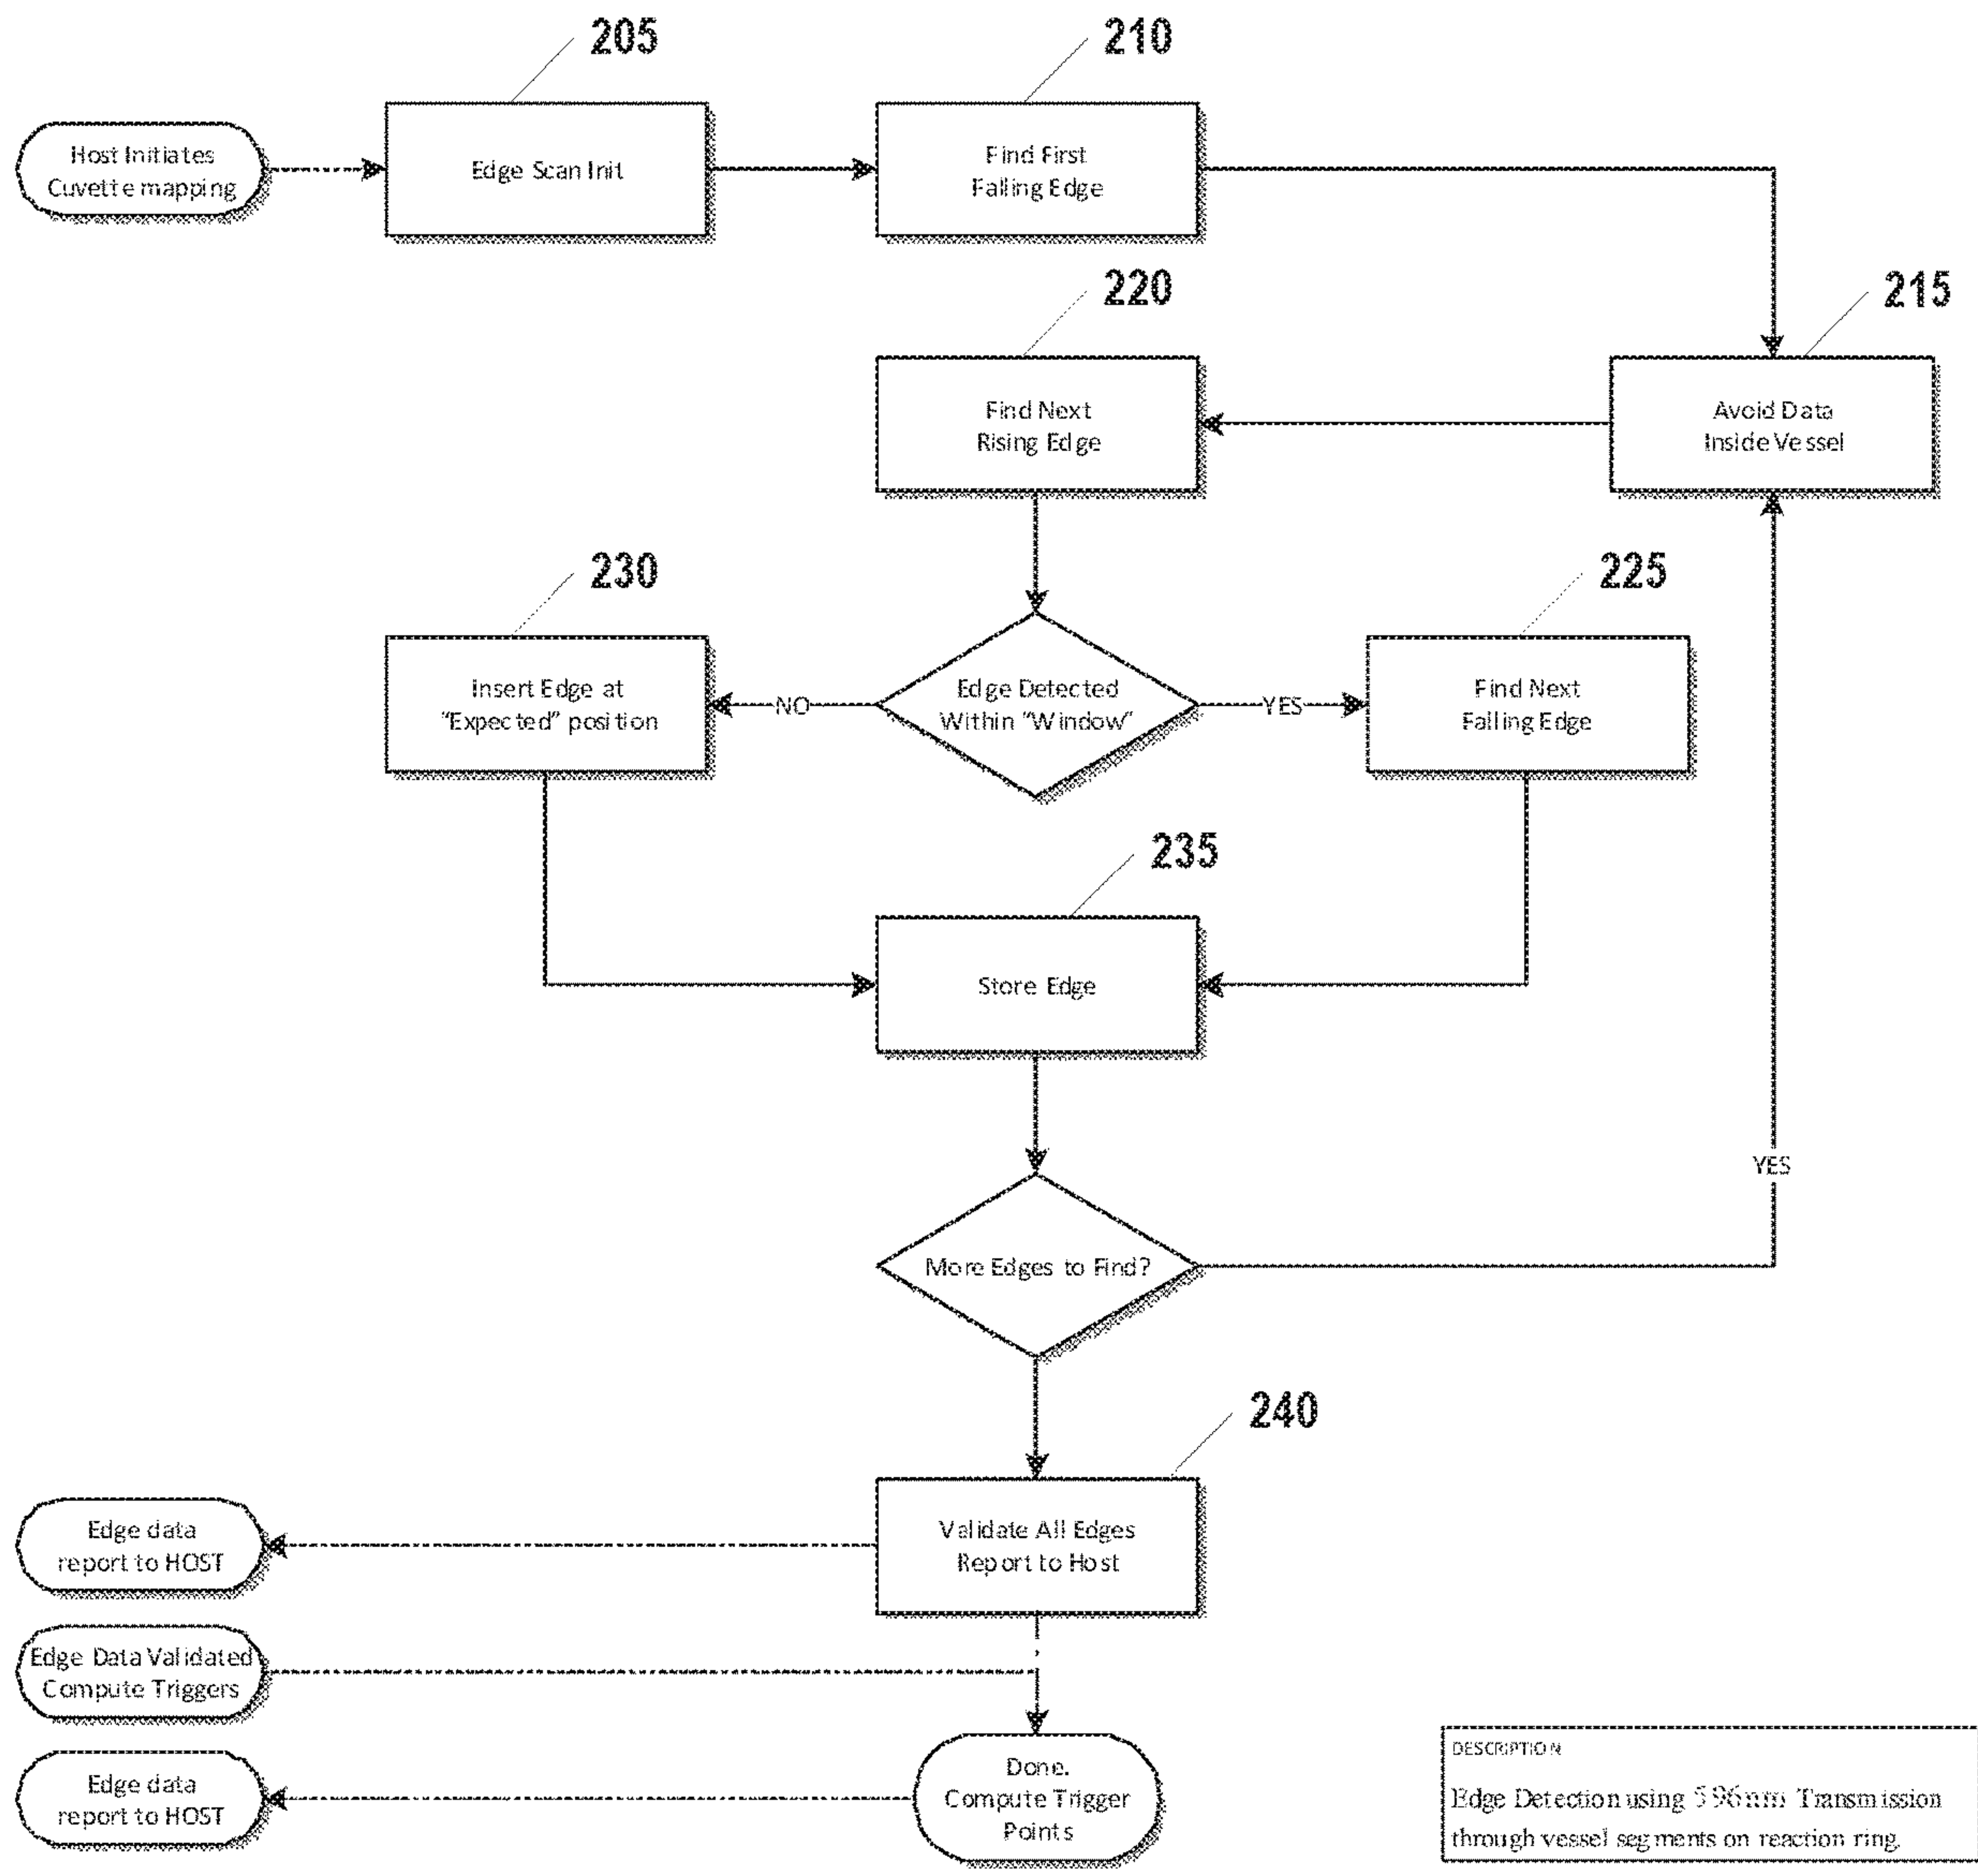 205
210
Host Initiates
Cuvette mapping
Edge Scan Init
Find First
Falling Edge
220
215
Find Next
Rising Edge
Avoid Data
Inside Vessel
230
225
Insert Edge at
"Expected" position
NO
Edge Detected
Within "Window"
YES
Find Next
Falling Edge
235
Store Edge
YES
More Edges to Find?
240
Edge data
report to HOST
Validate All Edges
Report to Host
Edge Data Validated
Compute Triggers
Edge data
report to HOST
Done.
Compute Trigger
Points
DESCRIPTION
Edge Detection using 596nm Transmission
through vessel segments on reaction ring.